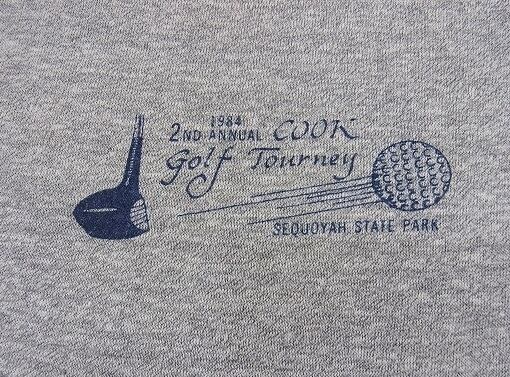 1984
2ND ANNUAL COOK
Golf Tourney
SEQUOYAH STATE PARK